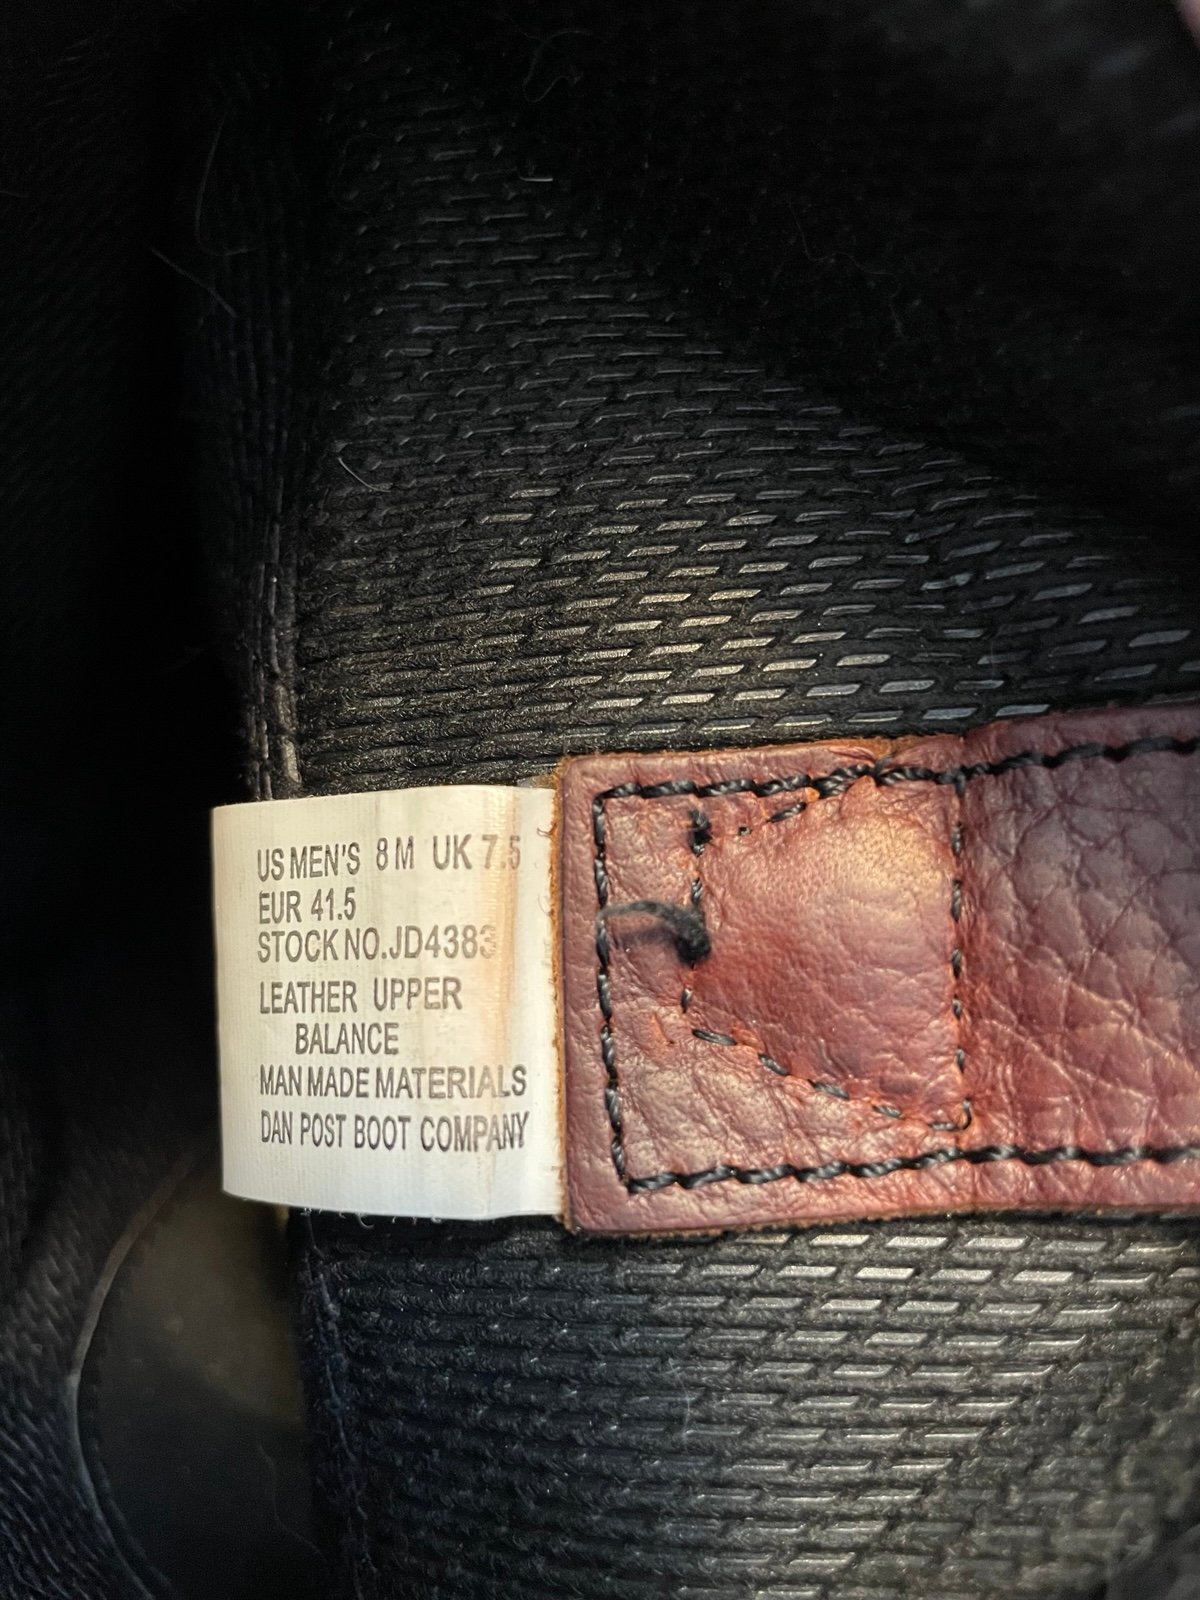 US MEN'S 8 M UK 7.5
EUR 41.5
STOCK NO.JD4383
LEATHER UPPER
BALANCE
MAN MADE MATERIALS
DAN POST BOOT COMPANY